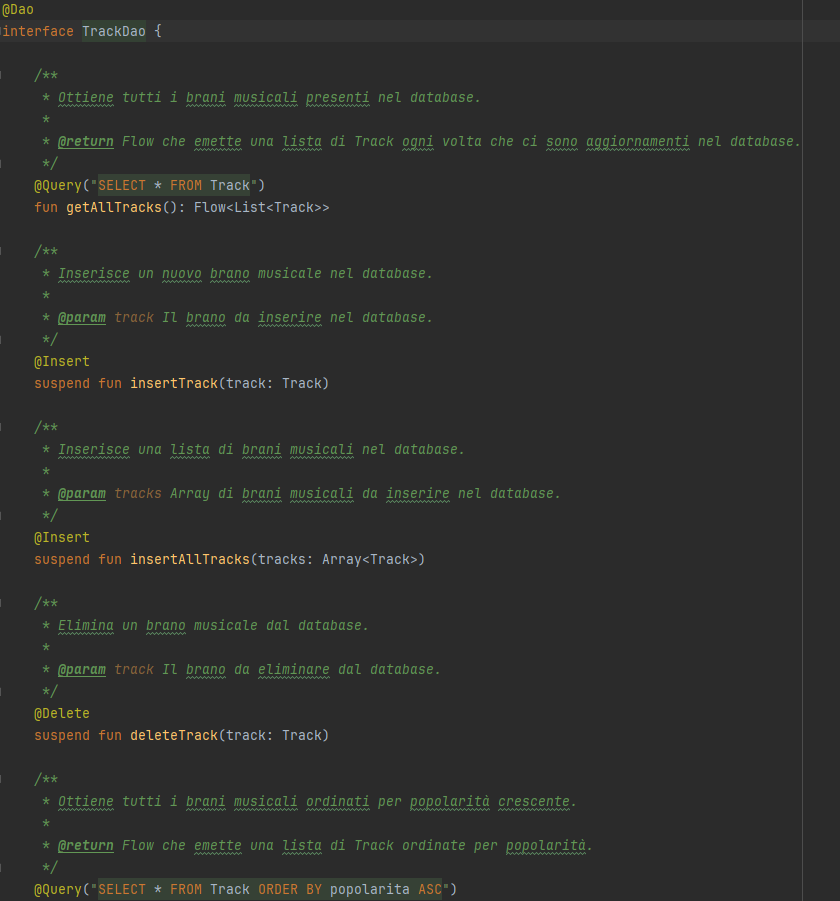 @Dao
interface TrackDao {
/**
* Ottiene tutti i brani musicali presenti nel database.
*
* @return Flow che emette una lista di Track ogni volta che ci sono aggiornamenti nel database.
*/
@Query("SELECT * FROM Track")
fun getAllTracks(): Flow<List<Track>>
/**
* Inserisce un nuovo brano musicale nel database.
*
* @param track Il brano da inserire nel database.
*/
@Insert
suspend fun insertTrack(track: Track)
/**
* Inserisce una lista di brani musicali nel database.
*
* @param tracks Array di brani musicali da inserire nel database.
*/
@Insert
suspend fun insertAllTracks(tracks: Array<Track>)
/**
* Elimina un brano musicale dal database.
*
* @param track Il brano da eliminare dal database.
*/
@Delete
suspend fun deleteTrack(track: Track)
/**
* Ottiene tutti i brani musicali ordinati per popolarità crescente.
*
* @return Flow che emette una lista di Track ordinate per popolarità.
*/
@Query("SELECT * FROM Track ORDER BY popolarita ASC")